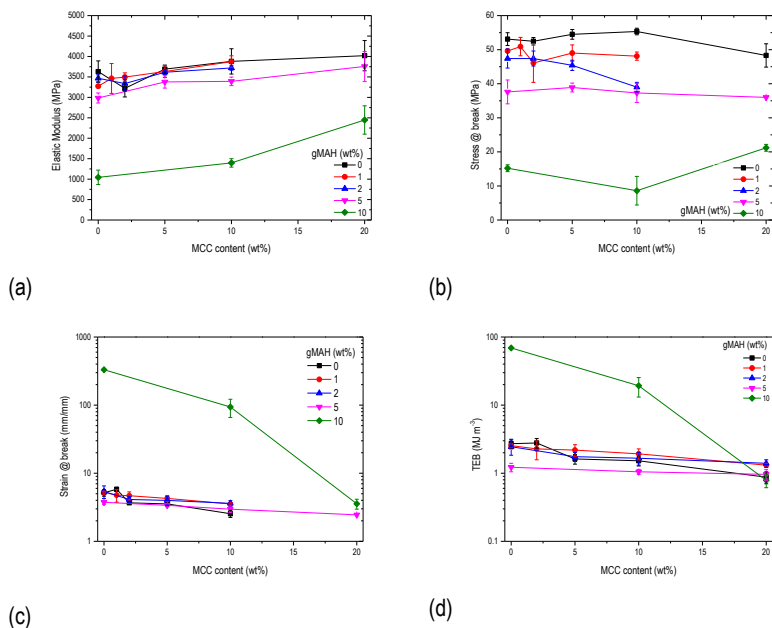 5000
4500
4000
3500
3000
2500
2000
1500
1000
500
0
Elastic Modulus (MPa)
gMAH (wt%)
0
1
2
5
10
0 5 10 15 20
MCC content (wt%)
(a)
60
50
40
30
20
10
0
Stress @ break (MPa)
0
1
2
5
gMAH (wt%) 10
0 5 10 15 20
MCC content (wt%)
(b)
1000
100
10
1
Strain @ break (mm/mm)
gMAH (wt%)
0
1
2
5
10
0 5 10 15 20
MCC content (wt%)
(c)
100
10
1
0.1
TEB (MJ m⁻³)
gMAH (wt%)
0
1
2
5
10
0 5 10 15 20
MCC content (wt%)
(d)